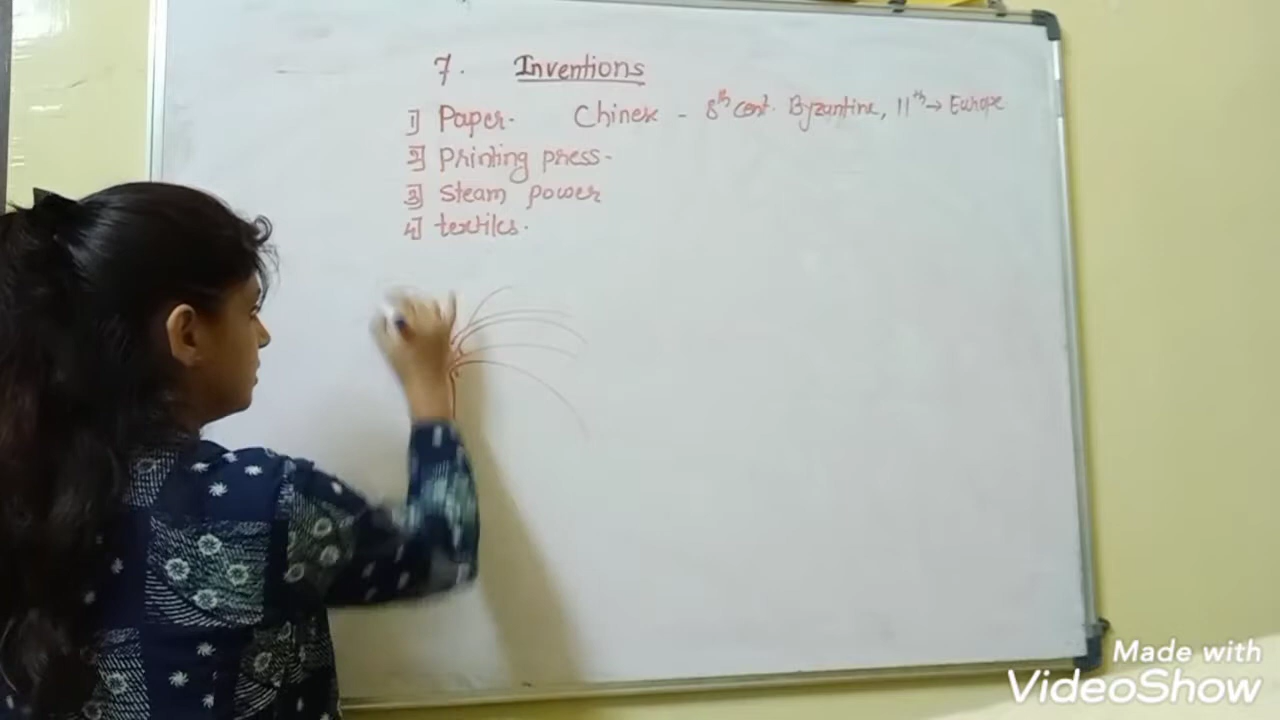 7. Inventions
1] Paper. Chinese - 8th cent. Byzantine, 11th → Europe
2] Printing press.
3] Steam power
4] textiles.
Made with
VideoShow